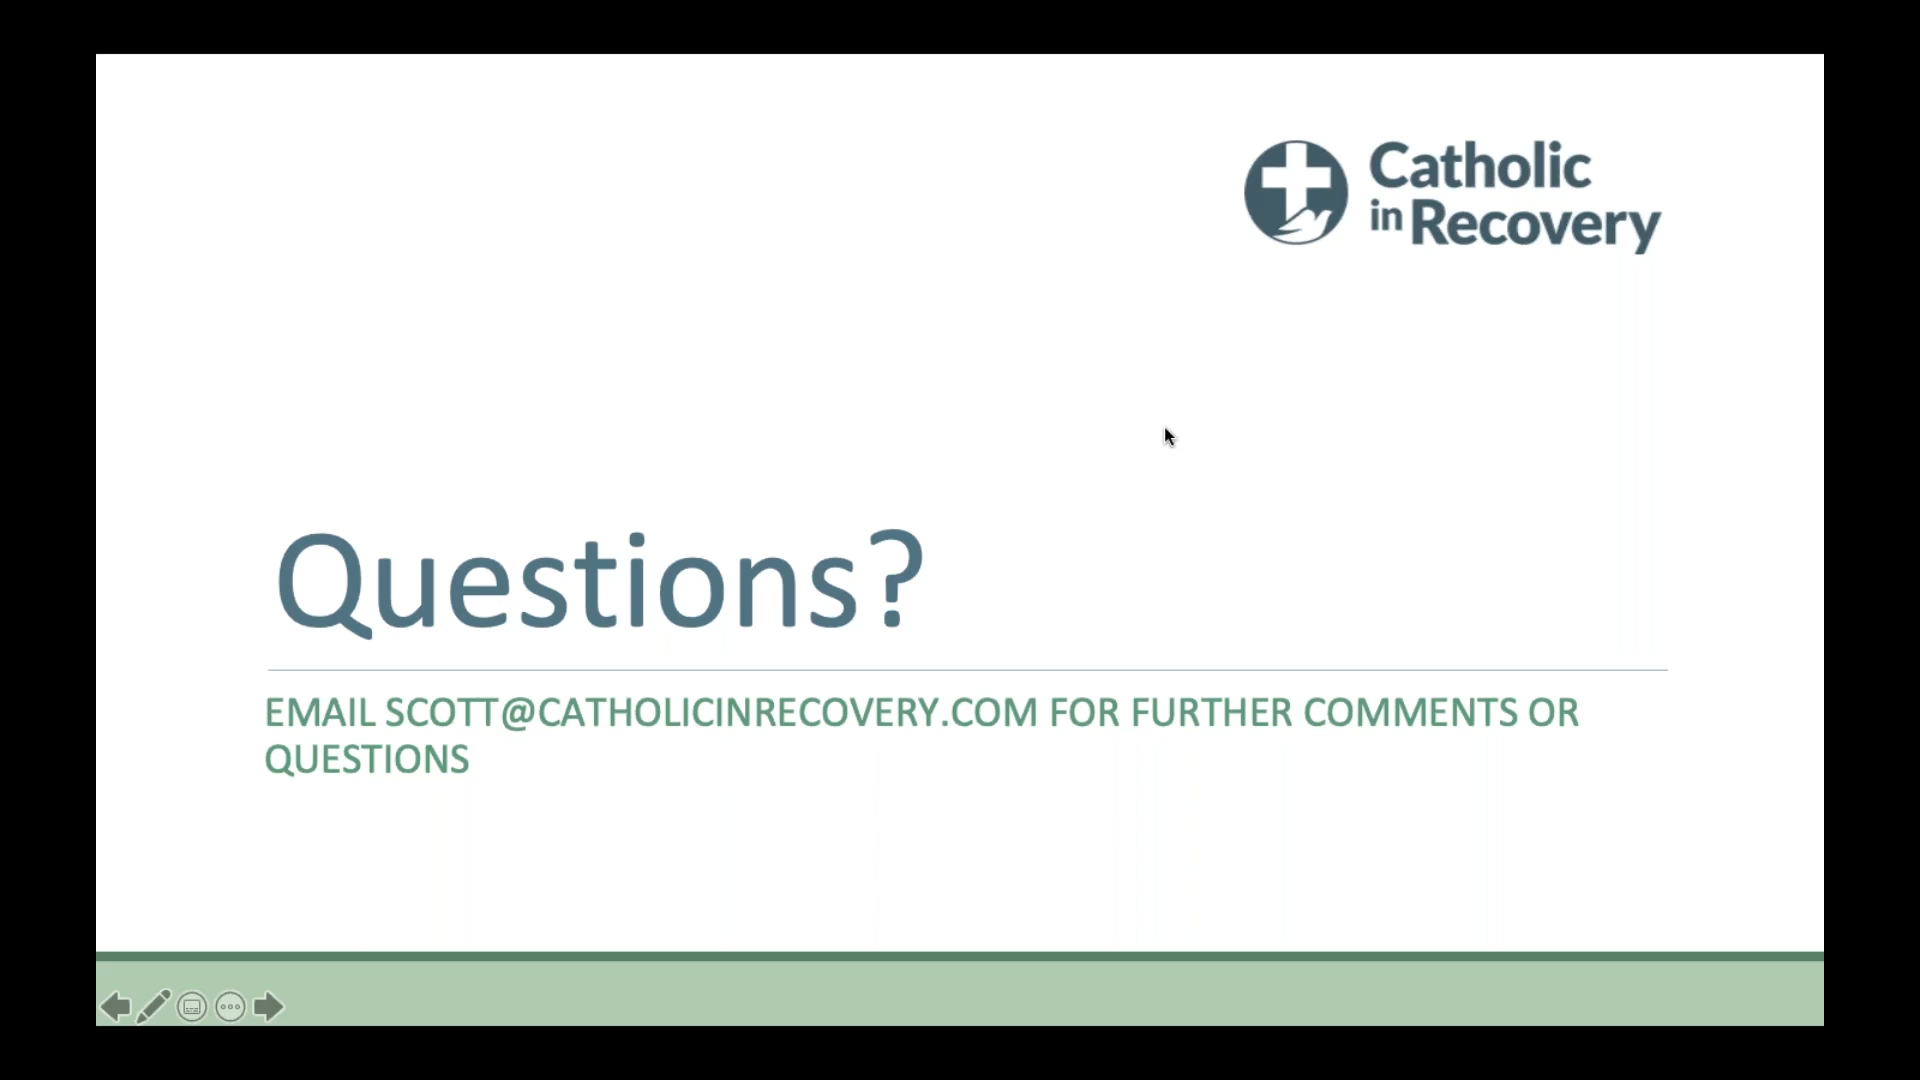 Catholic
in Recovery
Questions?
EMAIL SCOTT@CATHOLICINRECOVERY.COM FOR FURTHER COMMENTS OR
QUESTIONS